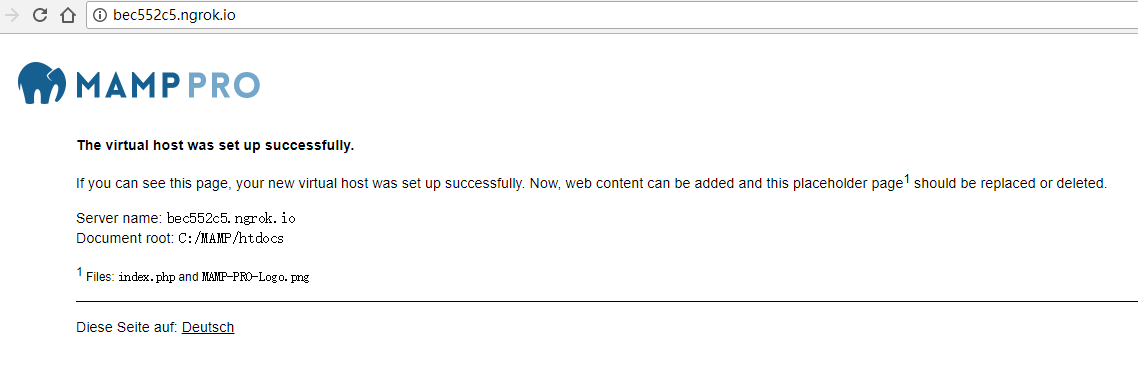 bec552c5.ngrok.io
MAMP PRO
The virtual host was set up successfully.
If you can see this page, your new virtual host was set up successfully. Now, web content can be added and this placeholder page1 should be replaced or deleted.
Server name: bec552c5.ngrok.io
Document root: C:/MAMP/htdocs
1 Files: index.php and MAMP-PRO-Logo.png
Diese Seite auf: Deutsch